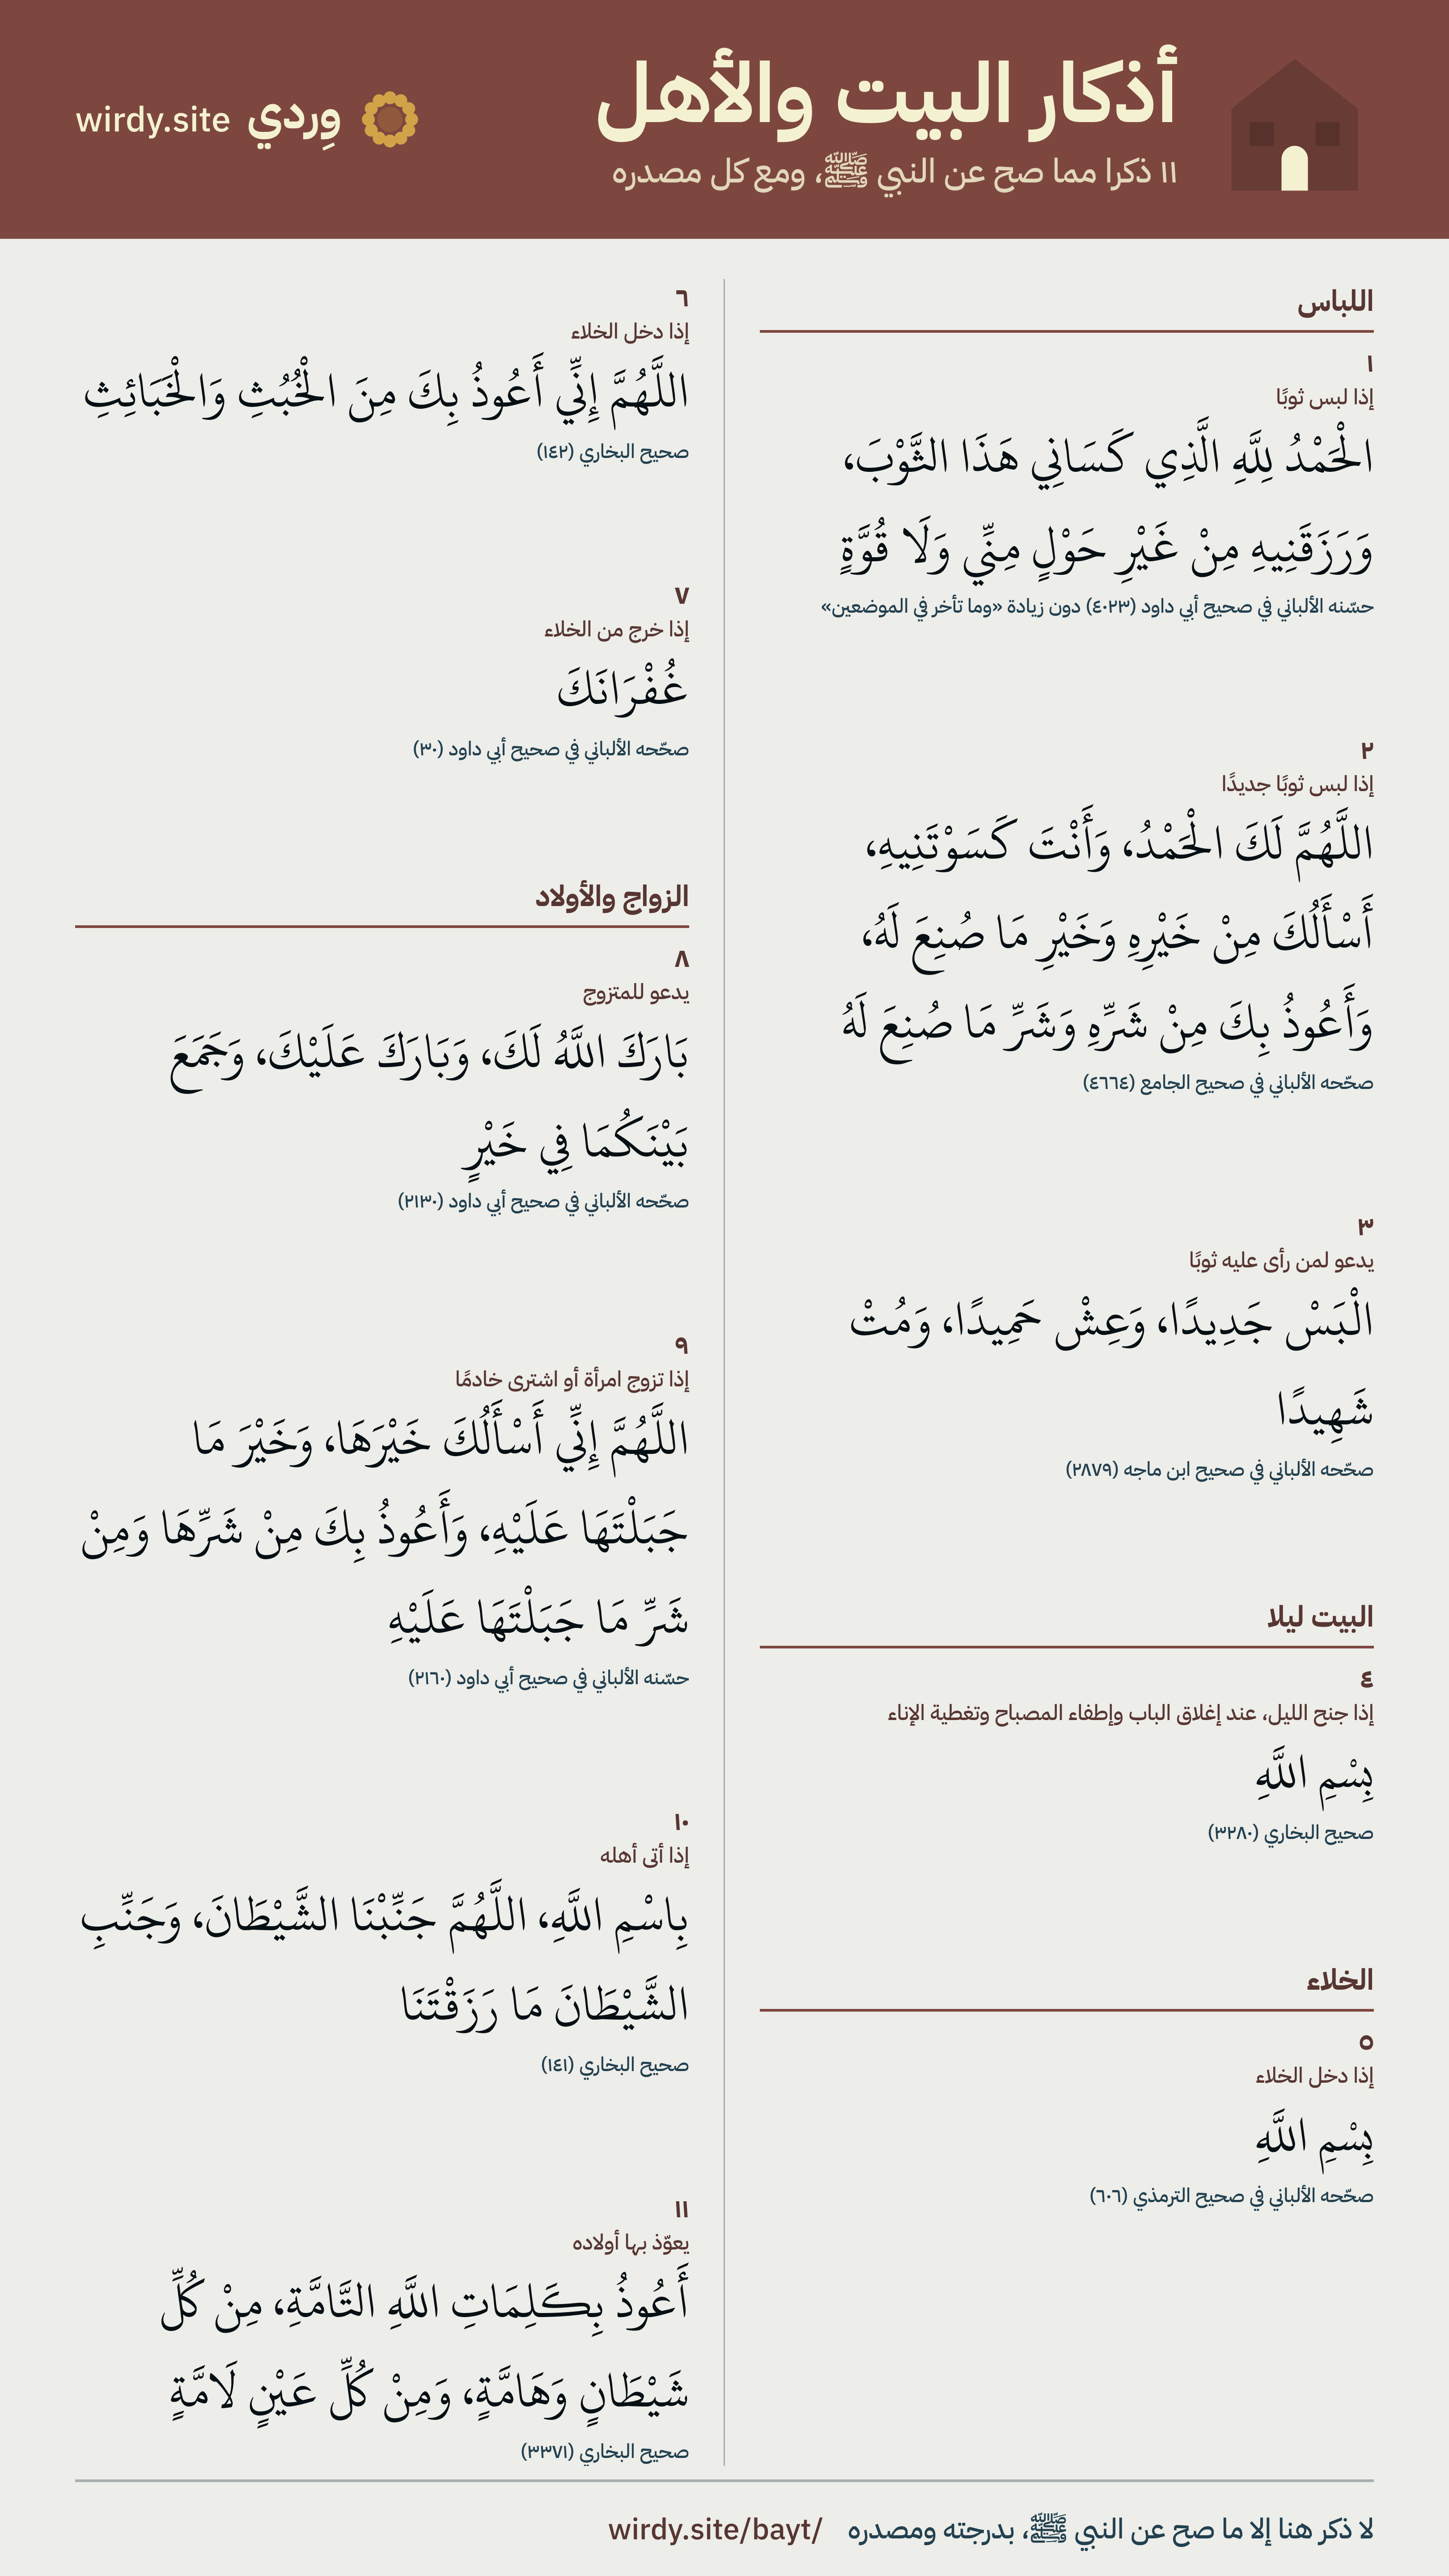 أذكار البيت والأهل
١١ ذكرا مما صح عن النبي ﷺ، ومع كل مصدره
وِردي wirdy.site
اللباس
١
إذا لبس ثوبًا
الْحَمْدُ لِلَّهِ الَّذِي كَسَانِي هَذَا الثَّوْبَ،
وَرَزَقَنِيهِ مِنْ غَيْرِ حَوْلٍ مِنِّي وَلَا قُوَّةٍ
حسّنه الألباني في صحيح أبي داود (٤٠٢٣) دون زيادة «وما تأخر في الموضعين»
٢
إذا لبس ثوبًا جديدًا
اللَّهُمَّ لَكَ الْحَمْدُ، وَأَنْتَ كَسَوْتَنِيهِ،
أَسْأَلُكَ مِنْ خَيْرِهِ وَخَيْرِ مَا صُنِعَ لَهُ،
وَأَعُوذُ بِكَ مِنْ شَرِّهِ وَشَرِّ مَا صُنِعَ لَهُ
صحّحه الألباني في صحيح الجامع (٤٦٦٤)
٣
يدعو لمن رأى عليه ثوبًا
الْبَسْ جَدِيدًا، وَعِشْ حَمِيدًا، وَمُتْ
شَهِيدًا
صحّحه الألباني في صحيح ابن ماجه (٢٨٧٩)
البيت ليلا
٤
إذا جنح الليل، عند إغلاق الباب وإطفاء المصباح وتغطية الإناء
بِسْمِ اللَّهِ
صحيح البخاري (٣٢٨٠)
الخلاء
٥
إذا دخل الخلاء
بِسْمِ اللَّهِ
صحّحه الألباني في صحيح الترمذي (٦٠٦)
٦
إذا دخل الخلاء
اللَّهُمَّ إِنِّي أَعُوذُ بِكَ مِنَ الْخُبُثِ وَالْخَبَائِثِ
صحيح البخاري (١٤٢)
٧
إذا خرج من الخلاء
غُفْرَانَكَ
صحّحه الألباني في صحيح أبي داود (٣٠)
الزواج والأولاد
٨
يدعو للمتزوج
بَارَكَ اللَّهُ لَكَ، وَبَارَكَ عَلَيْكَ، وَجَمَعَ
بَيْنَكُمَا فِي خَيْرٍ
صحّحه الألباني في صحيح أبي داود (٢١٣٠)
٩
إذا تزوج امرأة أو اشترى خادمًا
اللَّهُمَّ إِنِّي أَسْأَلُكَ خَيْرَهَا، وَخَيْرَ مَا
جَبَلْتَهَا عَلَيْهِ، وَأَعُوذُ بِكَ مِنْ شَرِّهَا وَمِنْ
شَرِّ مَا جَبَلْتَهَا عَلَيْهِ
حسّنه الألباني في صحيح أبي داود (٢١٦٠)
١٠
إذا أتى أهله
بِاسْمِ اللَّهِ، اللَّهُمَّ جَنِّبْنَا الشَّيْطَانَ، وَجَنِّبِ
الشَّيْطَانَ مَا رَزَقْتَنَا
صحيح البخاري (١٤١)
١١
يعوّذ بها أولاده
أَعُوذُ بِكَلِمَاتِ اللَّهِ التَّامَّةِ، مِنْ كُلِّ
شَيْطَانٍ وَهَامَّةٍ، وَمِنْ كُلِّ عَيْنٍ لَامَّةٍ
صحيح البخاري (٣٣٧١)
لا ذكر هنا إلا ما صح عن النبي ﷺ، بدرجته ومصدره wirdy.site/bayt/